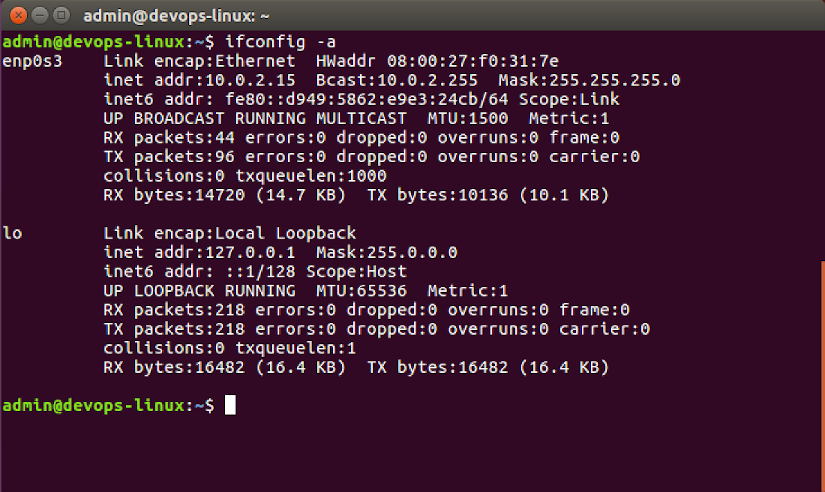 admin@devops-linux: ~
admin@devops-linux:~$ ifconfig -a
enp0s3    Link encap:Ethernet  HWaddr 08:00:27:f0:31:7e
          inet addr:10.0.2.15  Bcast:10.0.2.255  Mask:255.255.255.0
          inet6 addr: fe80::d949:5862:e9e3:24cb/64 Scope:Link
          UP BROADCAST RUNNING MULTICAST  MTU:1500  Metric:1
          RX packets:44 errors:0 dropped:0 overruns:0 frame:0
          TX packets:96 errors:0 dropped:0 overruns:0 carrier:0
          collisions:0 txqueuelen:1000
          RX bytes:14720 (14.7 KB)  TX bytes:10136 (10.1 KB)

lo        Link encap:Local Loopback
          inet addr:127.0.0.1  Mask:255.0.0.0
          inet6 addr: ::1/128 Scope:Host
          UP LOOPBACK RUNNING  MTU:65536  Metric:1
          RX packets:218 errors:0 dropped:0 overruns:0 frame:0
          TX packets:218 errors:0 dropped:0 overruns:0 carrier:0
          collisions:0 txqueuelen:1
          RX bytes:16482 (16.4 KB)  TX bytes:16482 (16.4 KB)

admin@devops-linux:~$